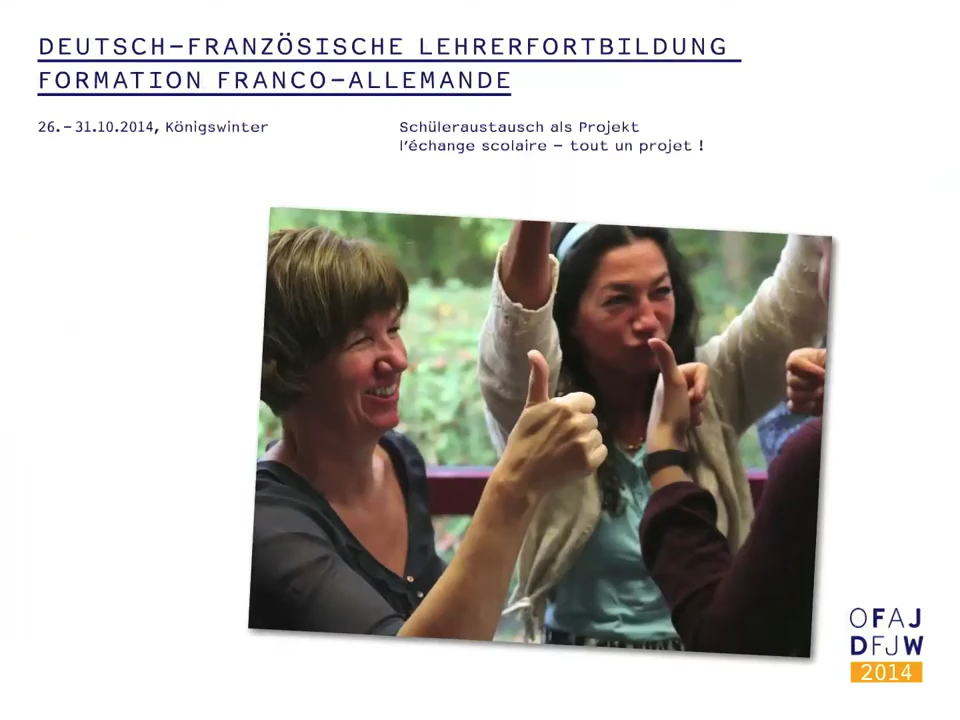 DEUTSCH-FRANZÖSISCHE LEHRERFORTBILDUNG
FORMATION FRANCO-ALLEMANDE
26. – 31.10.2014, Königswinter
Schüleraustausch als Projekt
l'échange scolaire – tout un projet !
OFAJ
DFJW
2014